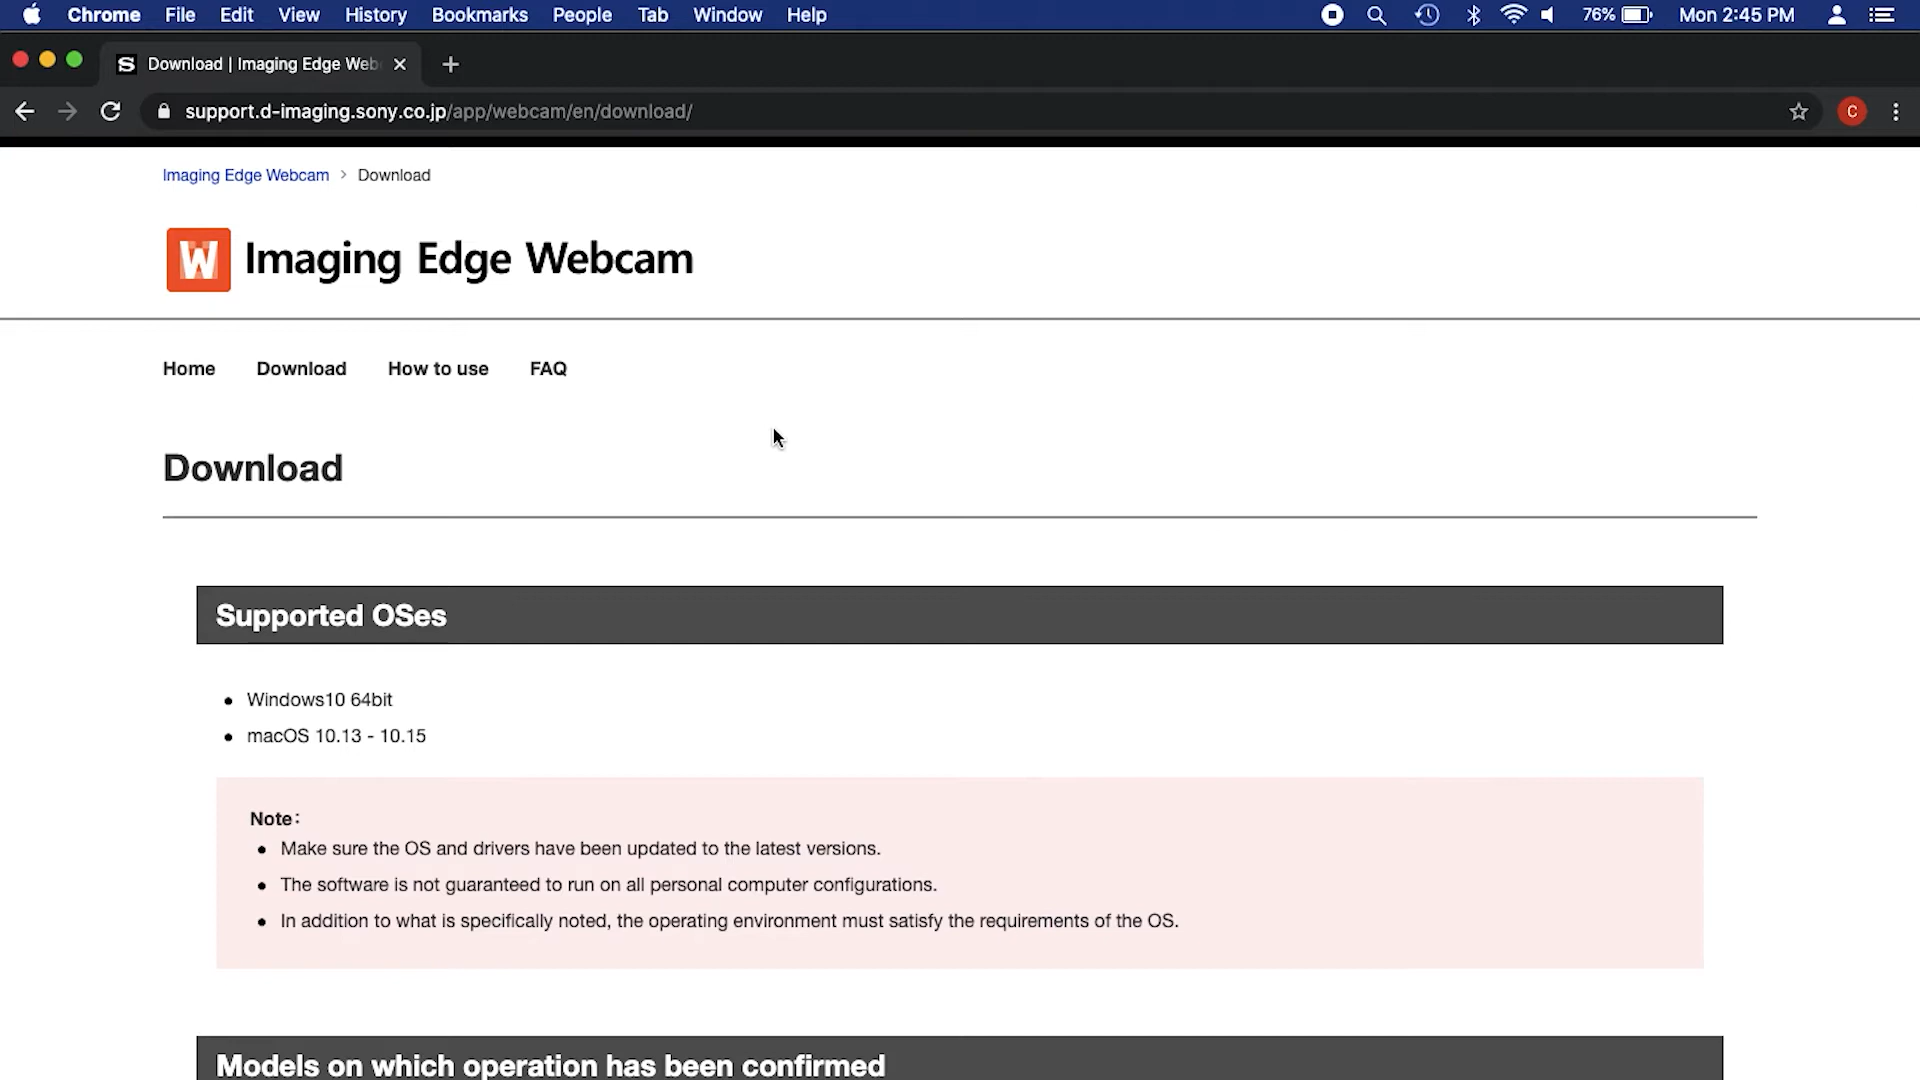 Chrome File Edit View History Bookmarks People Tab Window Help 76% Mon 2:45 PM
S Download | Imaging Edge Web
support.d-imaging.sony.co.jp/app/webcam/en/download/ C
Imaging Edge Webcam > Download
W Imaging Edge Webcam
Home Download How to use FAQ
Download
Supported OSes
• Windows10 64bit
• macOS 10.13 - 10.15
Note:
• Make sure the OS and drivers have been updated to the latest versions.
• The software is not guaranteed to run on all personal computer configurations.
• In addition to what is specifically noted, the operating environment must satisfy the requirements of the OS.
Models on which operation has been confirmed